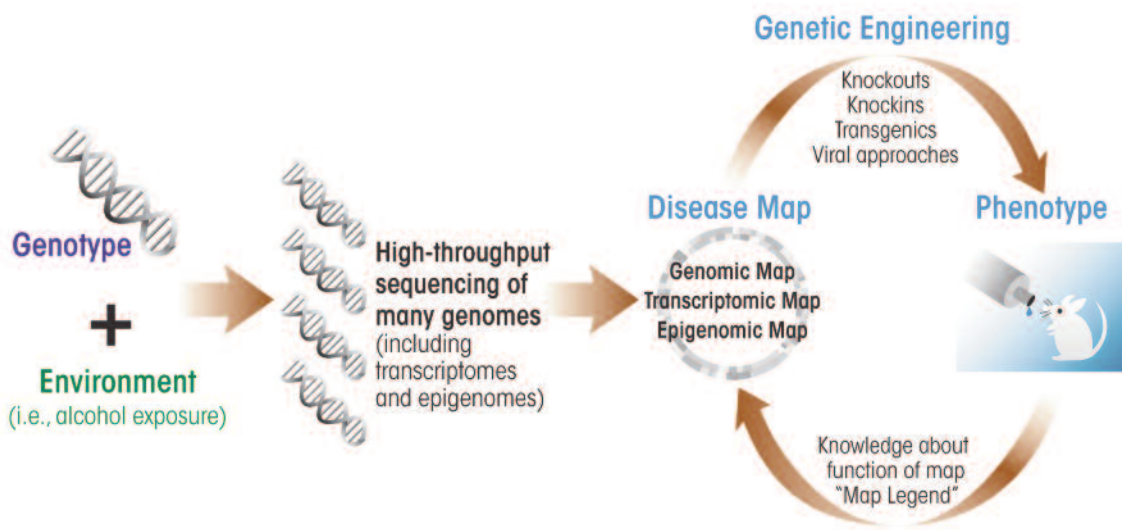 Genetic Engineering
Knockouts
Knockins
Transgenics
Viral approaches
Genotype
+
Environment
(i.e., alcohol exposure)
High-throughput
sequencing of
many genomes
(including
transcriptomes
and epigenomes)
Disease Map
Genomic Map
Transcriptomic Map
Epigenomic Map
Phenotype
Knowledge about
function of map
“Map Legend”